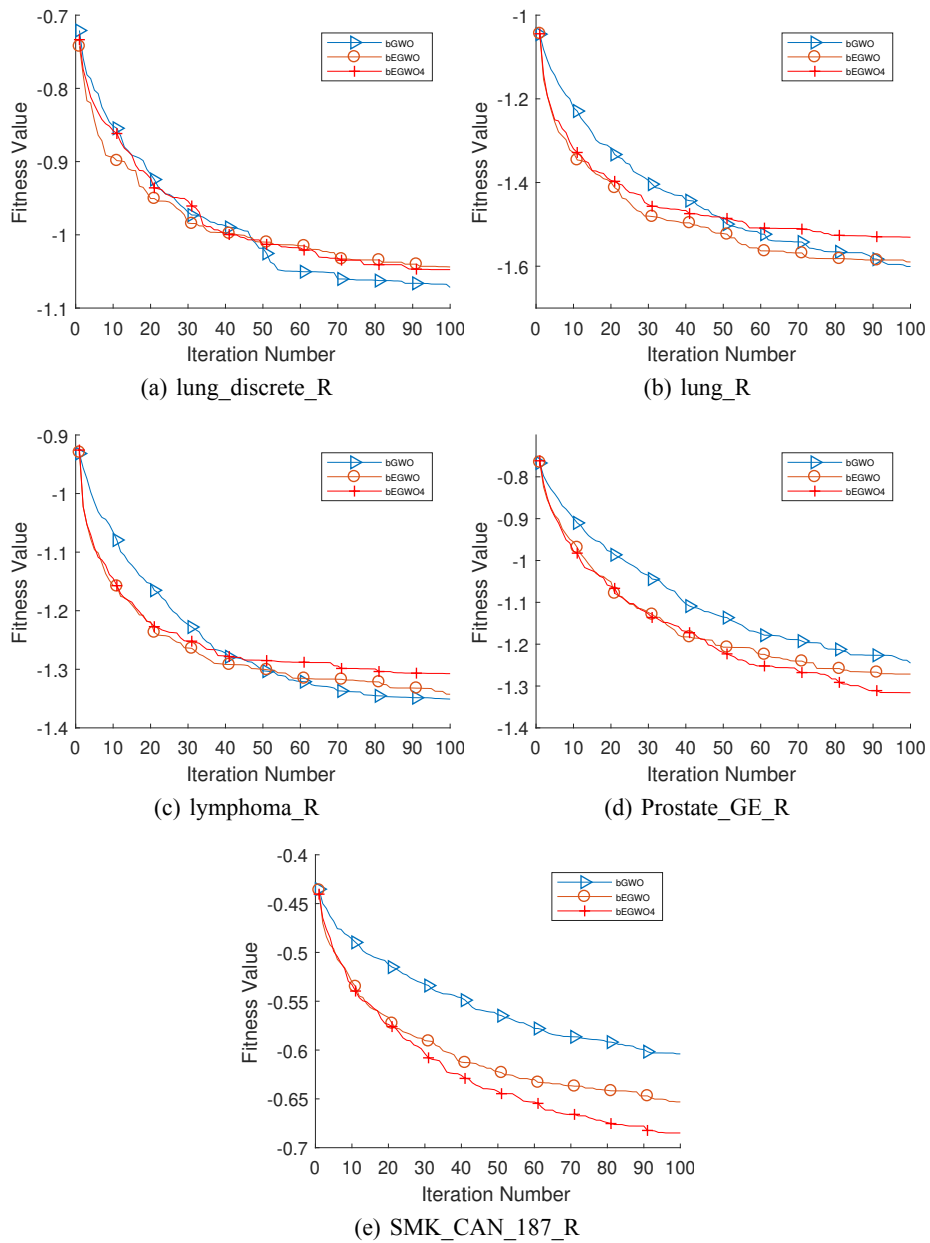 -0.7
-0.8
-0.9
-1.0
-1.1
0 10 20 30 40 50 60 70 80 90 100
Fitness Value
Iteration Number
bGWO
bEGWO
bEGWO4
(a) lung_discrete_R
-1
-1.2
-1.4
-1.6
0 10 20 30 40 50 60 70 80 90 100
Fitness Value
Iteration Number
bGWO
bEGWO
bEGWO4
(b) lung_R
-0.9
-1
-1.1
-1.2
-1.3
-1.4
0 10 20 30 40 50 60 70 80 90 100
Fitness Value
Iteration Number
bGWO
bEGWO
bEGWO4
(c) lymphoma_R
-0.8
-0.9
-1
-1.1
-1.2
-1.3
-1.4
0 10 20 30 40 50 60 70 80 90 100
Fitness Value
Iteration Number
bGWO
bEGWO
bEGWO4
(d) Prostate_GE_R
-0.4
-0.45
-0.5
-0.55
-0.6
-0.65
-0.7
0 10 20 30 40 50 60 70 80 90 100
Fitness Value
Iteration Number
bGWO
bEGWO
bEGWO4
(e) SMK_CAN_187_R